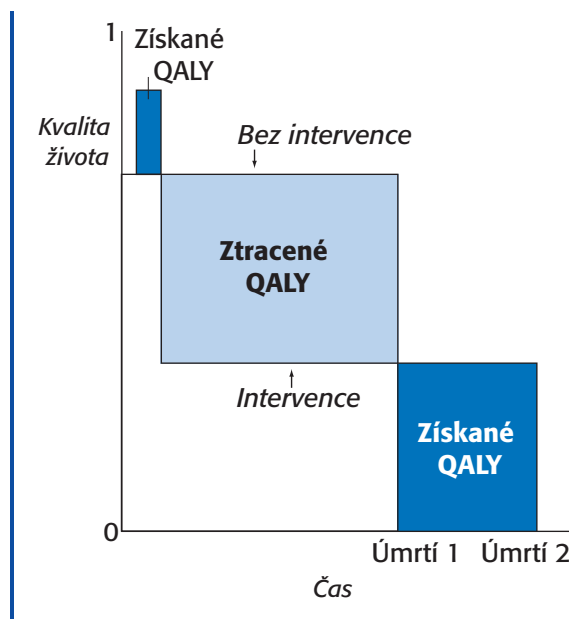 1
Získané
QALY
Kvalita
života
Bez intervence
Ztracené
QALY
Intervence
Získané
QALY
0
Úmrtí 1
Úmrtí 2
Čas